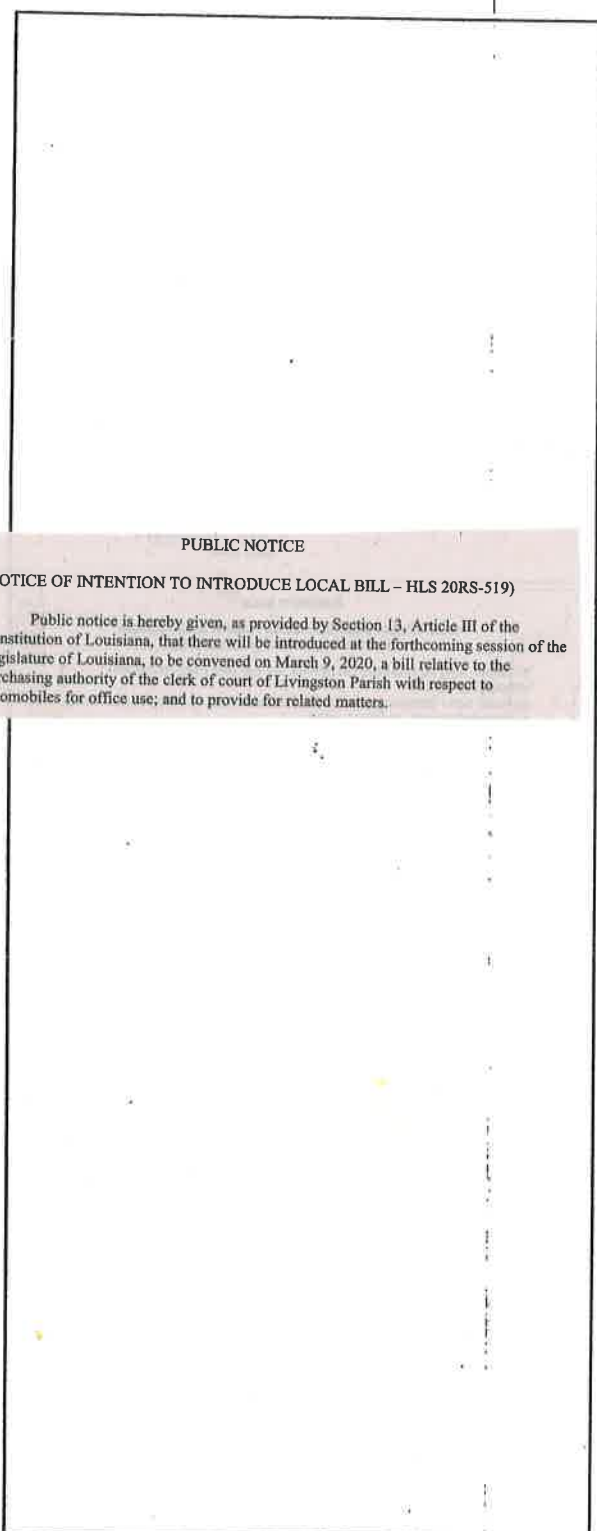 PUBLIC NOTICE
OTICE OF INTENTION TO INTRODUCE LOCAL BILL – HLS 20RS-519)
Public notice is hereby given, as provided by Section 13, Article III of the
nstitution of Louisiana, that there will be introduced at the forthcoming session of the
gislature of Louisiana, to be convened on March 9, 2020, a bill relative to the
chasing authority of the clerk of court of Livingston Parish with respect to
omobiles for office use; and to provide for related matters.